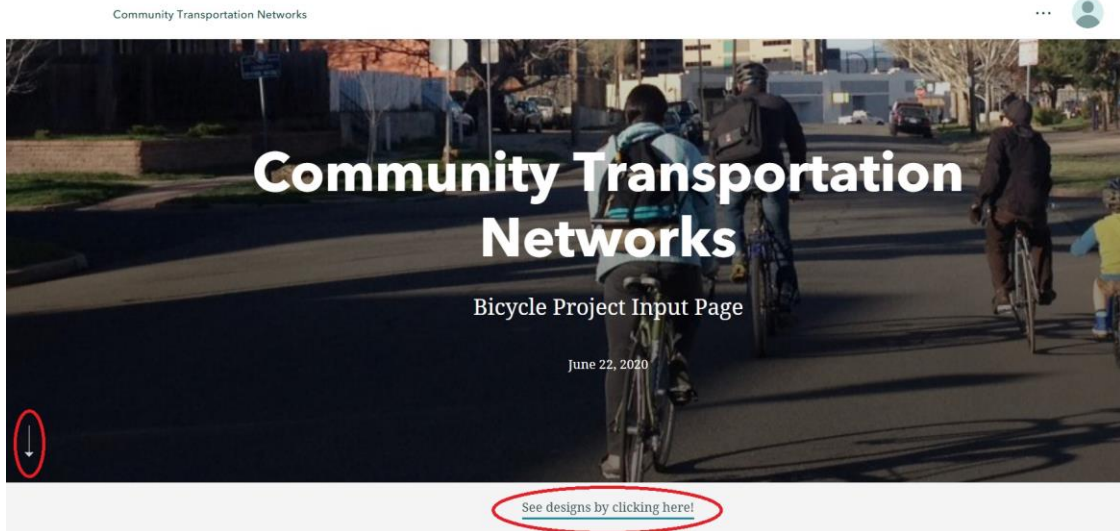 Community Transportation Networks
...
Community Transportation
Networks
Bicycle Project Input Page
June 22, 2020
See designs by clicking here!